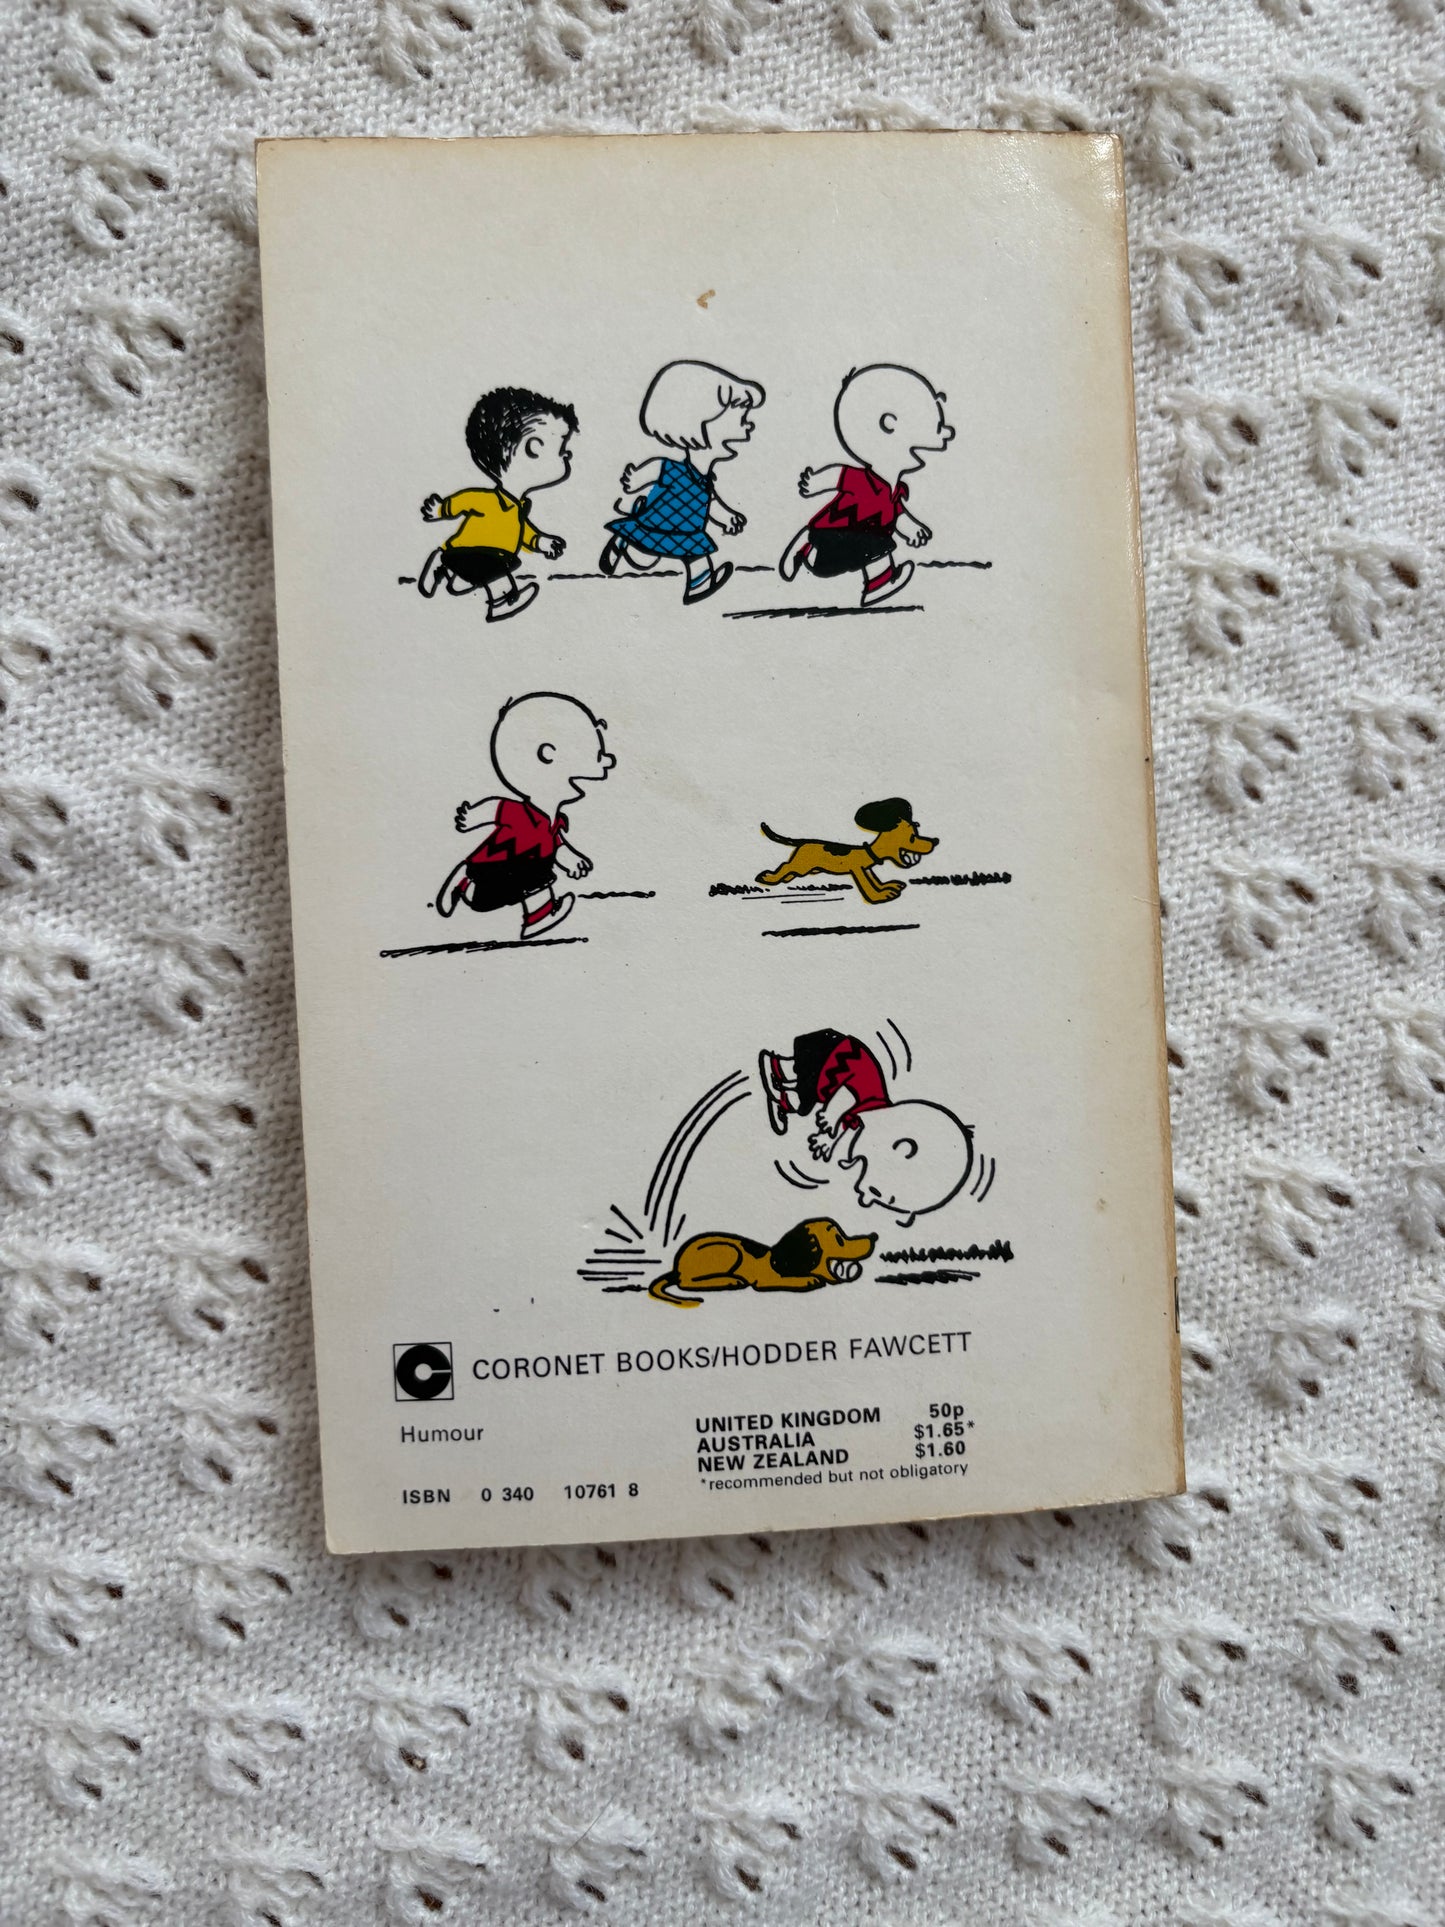 CORONET BOOKS/HODDER FAWCETT
Humour
UNITED KINGDOM 50p
AUSTRALIA $1.65*
NEW ZEALAND $1.60
*recommended but not obligatory
ISBN 0 340 10761 8